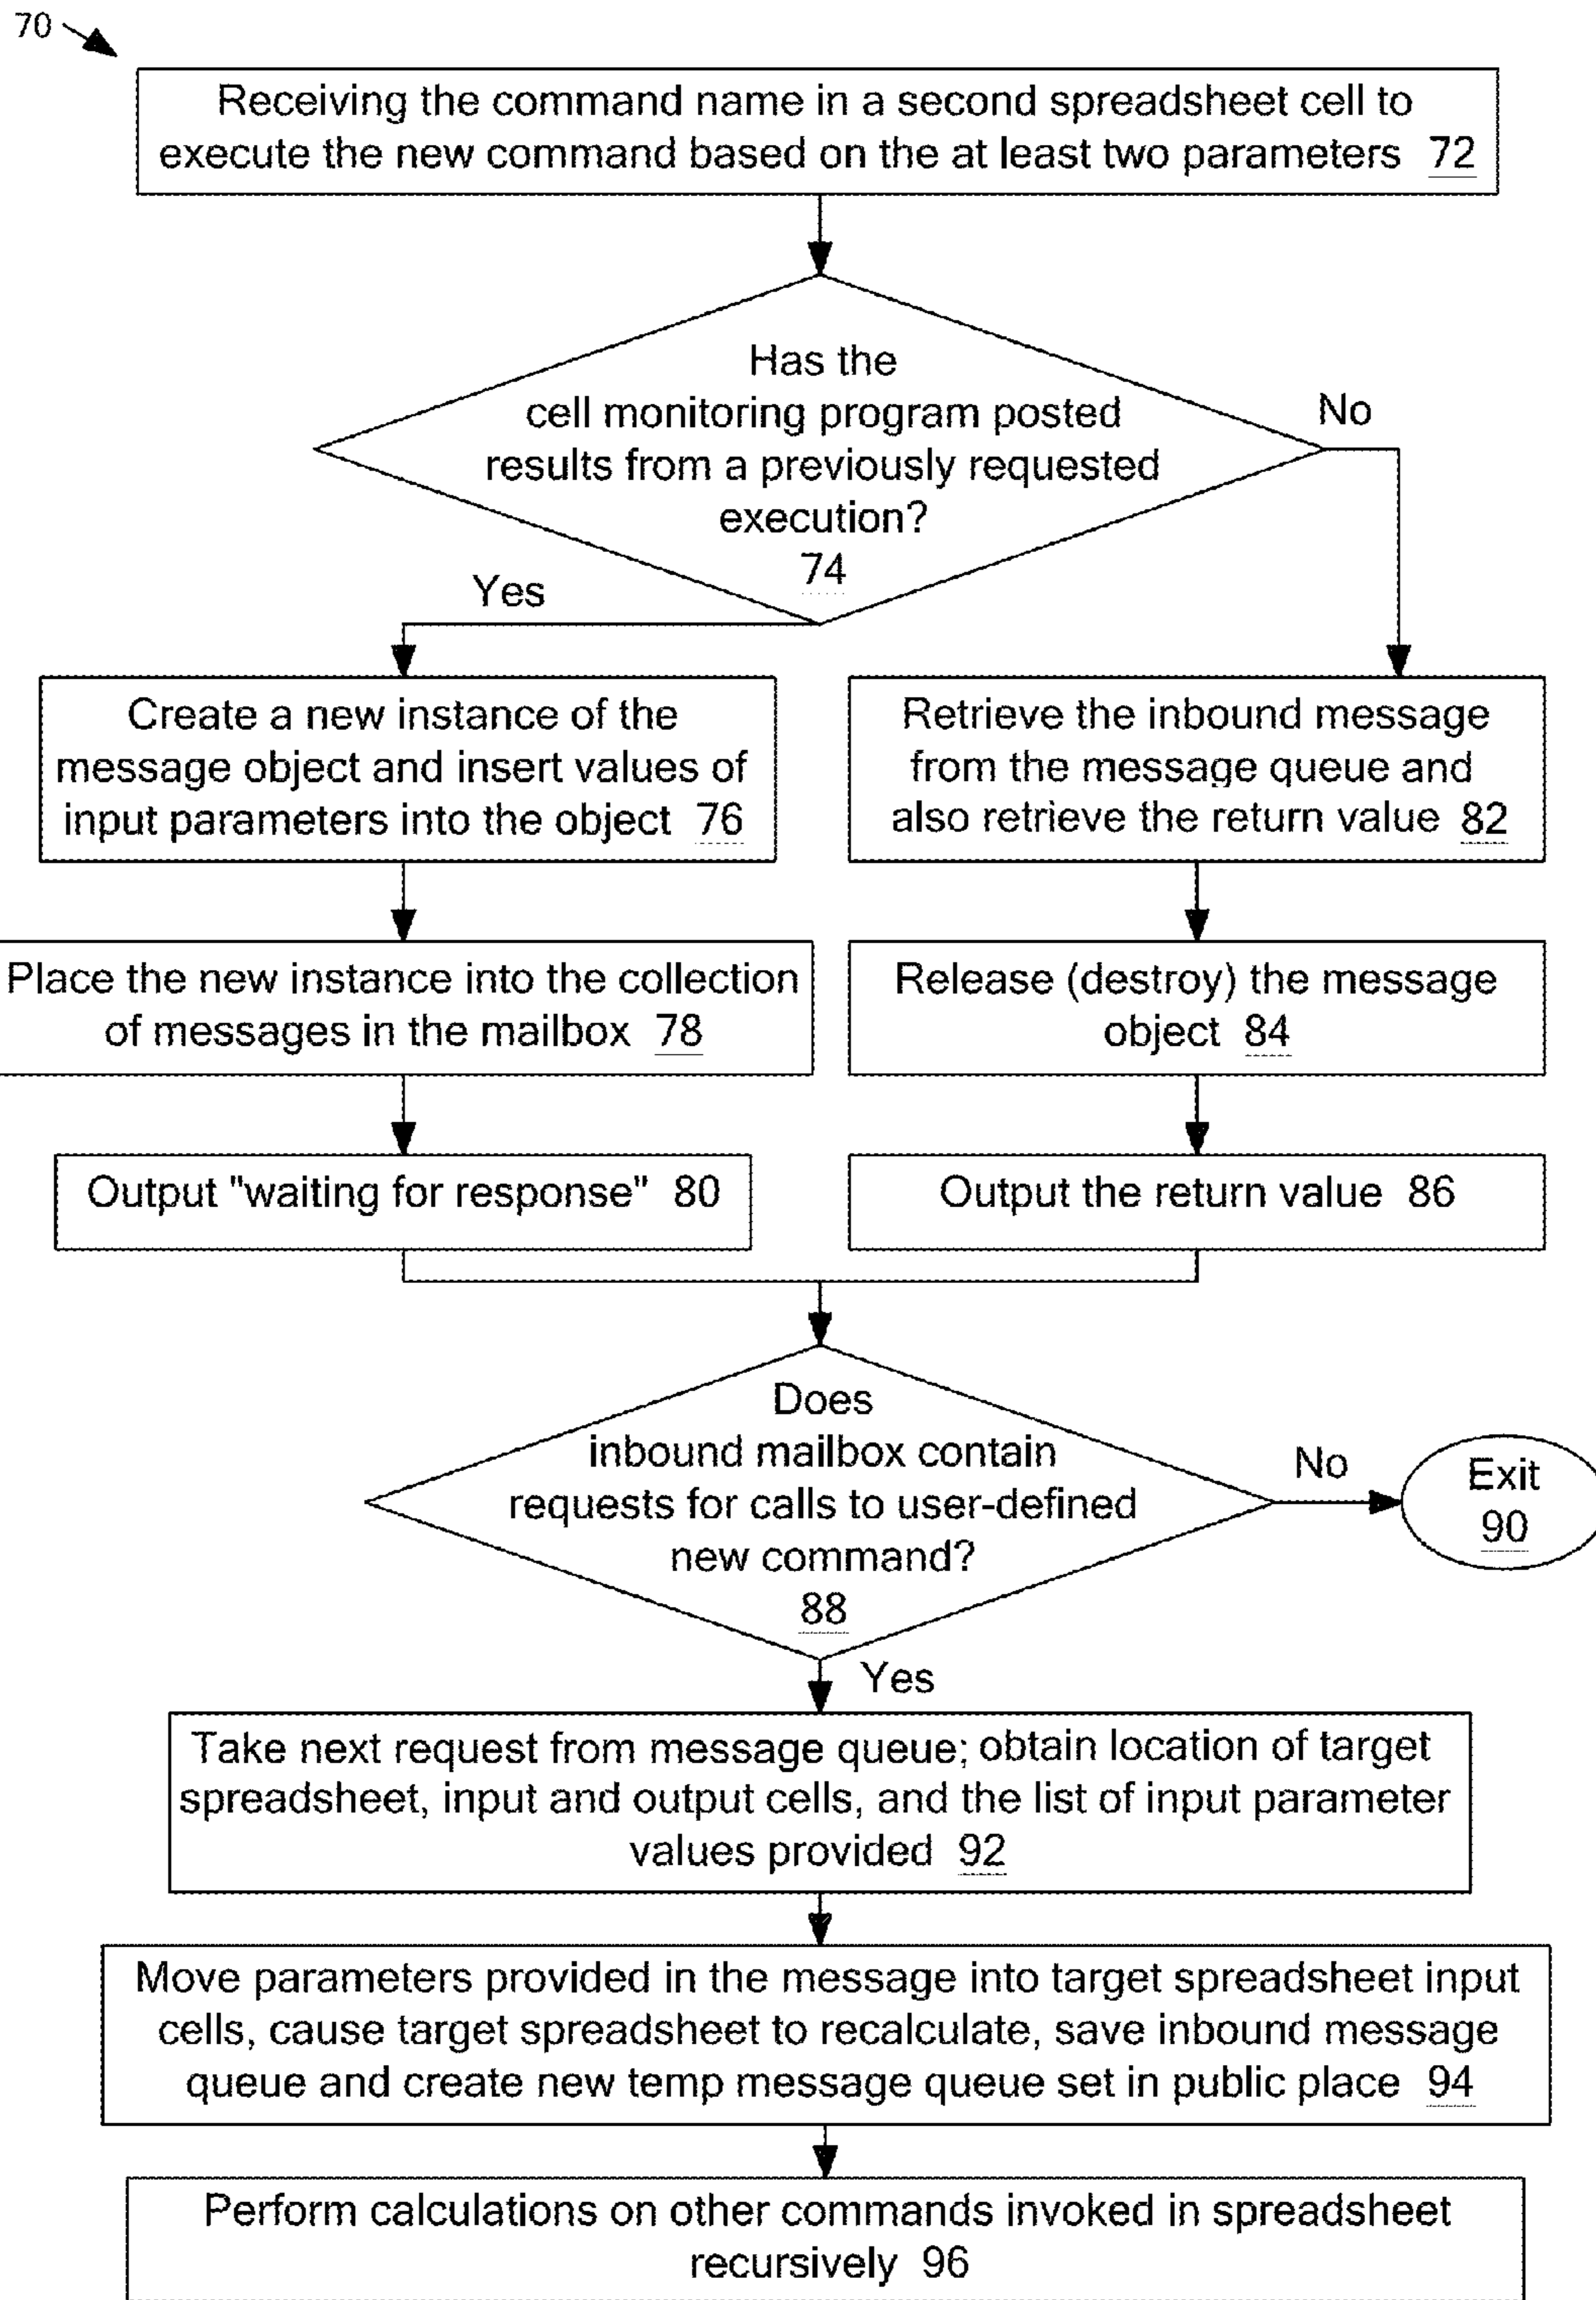 70
Receiving the command name in a second spreadsheet cell to
execute the new command based on the at least two parameters 72
Has the
cell monitoring program posted
results from a previously requested
execution?
74
No
Yes
Create a new instance of the
message object and insert values of
input parameters into the object 76
Retrieve the inbound message
from the message queue and
also retrieve the return value 82
Place the new instance into the collection
of messages in the mailbox 78
Release (destroy) the message
object 84
Output "waiting for response" 80
Output the return value 86
Does
inbound mailbox contain
requests for calls to user-defined
new command?
88
No
Exit
90
Yes
Take next request from message queue; obtain location of target
spreadsheet, input and output cells, and the list of input parameter
values provided 92
Move parameters provided in the message into target spreadsheet input
cells, cause target spreadsheet to recalculate, save inbound message
queue and create new temp message queue set in public place 94
Perform calculations on other commands invoked in spreadsheet
recursively 96